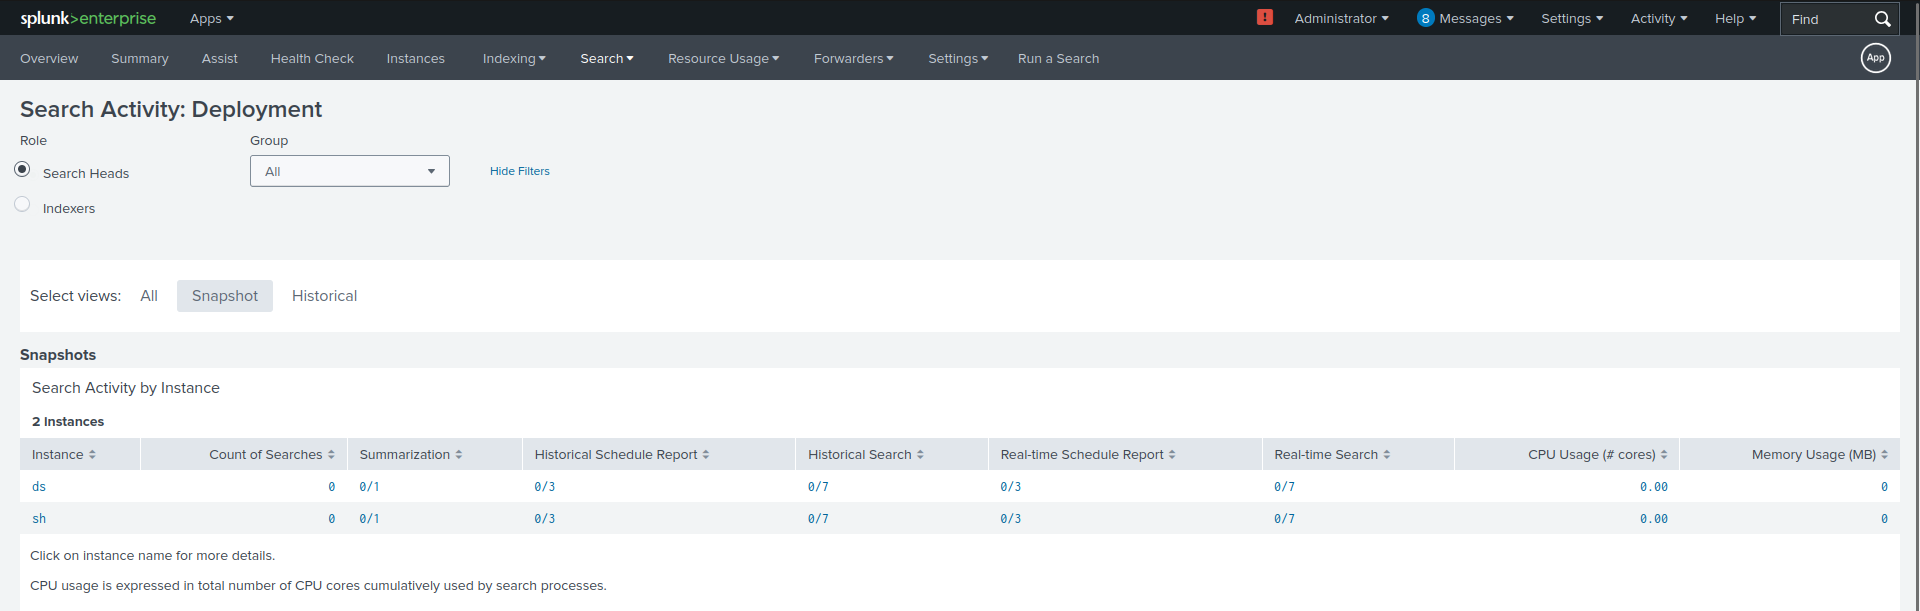 splunk>enterprise Apps ! Administrator 8 Messages Settings Activity Help Find
Overview Summary Assist Health Check Instances Indexing Search Resource Usage Forwarders Settings Run a Search App
Search Activity: Deployment
Role Group
Search Heads All Hide Filters
Indexers
Select views: All Snapshot Historical
Snapshots
Search Activity by Instance
2 Instances
Instance Count of Searches Summarization Historical Schedule Report Historical Search Real-time Schedule Report Real-time Search CPU Usage (# cores) Memory Usage (MB)
ds 0 0/1 0/3 0/7 0/3 0/7 0.00 0
sh 0 0/1 0/3 0/7 0/3 0/7 0.00 0
Click on instance name for more details.
CPU usage is expressed in total number of CPU cores cumulatively used by search processes.